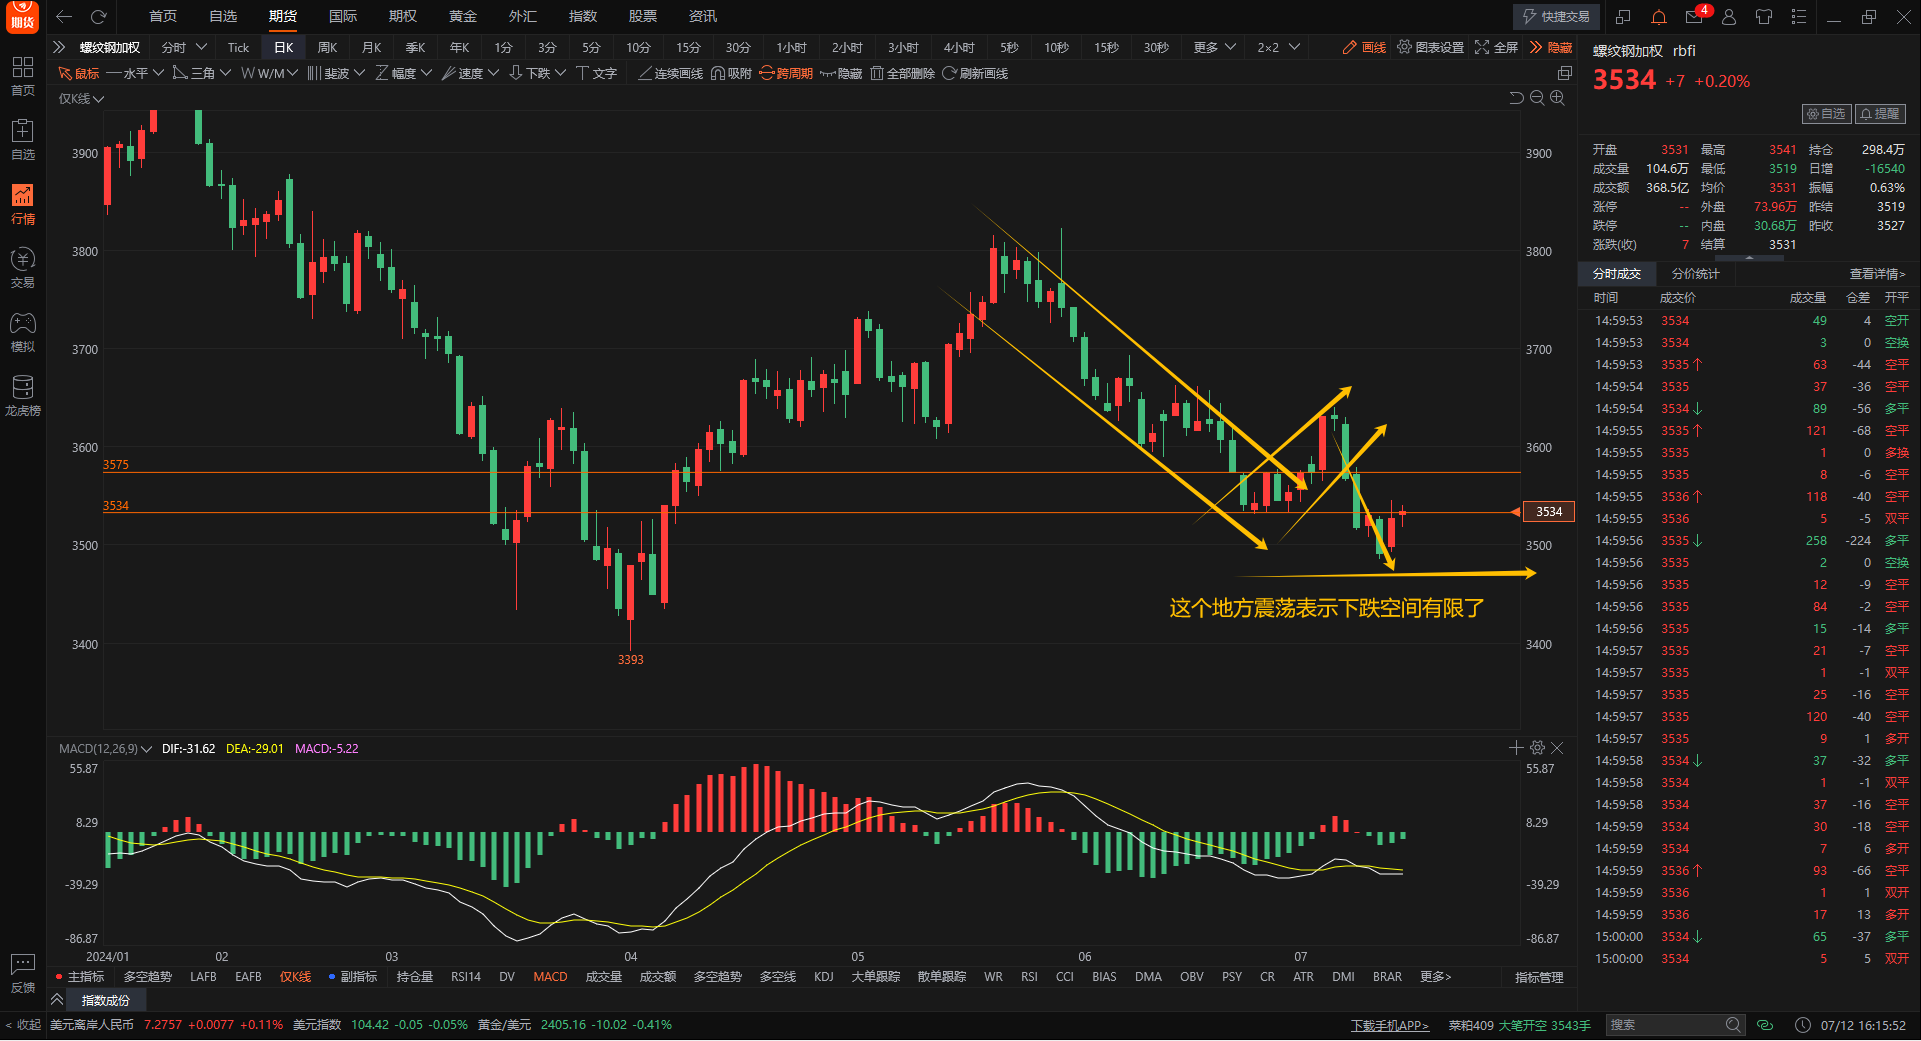 期货
首页 自选 期货 国际 期权 黄金 外汇 指数 股票 资讯
快捷交易 4
螺纹钢加权 分时 Tick 日K 周K 月K 季K 年K 1分 3分 5分 10分 15分 30分 1小时 2小时 3小时 4小时 5秒 10秒 15秒 30秒 更多 2×2 画线 图表设置 全屏 隐藏
鼠标 水平 三角 W/M 斐波 幅度 速度 下跌 文字 连续画线 吸附 跨周期 隐藏 全部删除 刷新画线
仅K线
首页
自选
行情
交易
模拟
龙虎榜
反馈
< 收起
3900 3900
3800 3800
3700 3700
3600 3600
3575
3534 3534
3500 3500
3400 3400
3393
这个地方震荡表示下跌空间有限了
MACD(12,26,9) DIF:-31.62 DEA:-29.01 MACD:-5.22
55.87 55.87
8.29 8.29
-39.29 -39.29
-86.87 -86.87
2024/01 02 03 04 05 06 07
主指标 多空趋势 LAFB EAFB 仅K线 副指标 持仓量 RSI14 DV MACD 成交量 成交额 多空趋势 多空线 KDJ 大单跟踪 散单跟踪 WR RSI CCI BIAS DMA OBV PSY CR ATR DMI BRAR 更多> 指标管理
指数成份
螺纹钢加权 rbfi
3534 +7 +0.20%
自选 提醒
开盘 3531 最高 3541 持仓 298.4万
成交量 104.6万 最低 3519 日增 -16540
成交额 368.5亿 均价 3531 振幅 0.63%
涨停 -- 外盘 73.96万 昨结 3519
跌停 -- 内盘 30.68万 昨收 3527
涨跌(收) 7 结算 3531
分时成交 分价统计 查看详情>
时间 成交价 成交量 仓差 开平
14:59:53 3534 49 4 空开
14:59:53 3534 3 0 空换
14:59:53 3535↑ 63 -44 空平
14:59:54 3535 37 -36 空平
14:59:54 3534↓ 89 -56 多平
14:59:55 3535↑ 121 -68 空平
14:59:55 3535 1 0 多换
14:59:55 3535 8 -6 空平
14:59:55 3536↑ 118 -40 空平
14:59:55 3536 5 -5 双平
14:59:56 3535↓ 258 -224 多平
14:59:56 3535 2 0 空换
14:59:56 3535 12 -9 空平
14:59:56 3535 84 -2 空平
14:59:56 3535 15 -14 多平
14:59:57 3535 21 -7 空平
14:59:57 3535 1 -1 双平
14:59:57 3535 25 -16 空平
14:59:57 3535 120 -40 空平
14:59:57 3535 9 1 多开
14:59:58 3534↓ 37 -32 多平
14:59:58 3534 1 -1 双平
14:59:58 3534 37 -16 空平
14:59:59 3534 30 -18 空平
14:59:59 3534 7 6 多开
14:59:59 3536↑ 93 -66 空平
14:59:59 3536 1 1 双开
14:59:59 3536 17 13 多开
15:00:00 3534↓ 65 -37 多平
15:00:00 3534 5 5 双开
美元离岸人民币 7.2757 +0.0077 +0.11% 美元指数 104.42 -0.05 -0.05% 黄金/美元 2405.16 -10.02 -0.41% 下载手机APP> 菜粕409 大笔开空 3543手 搜索 07/12 16:15:52